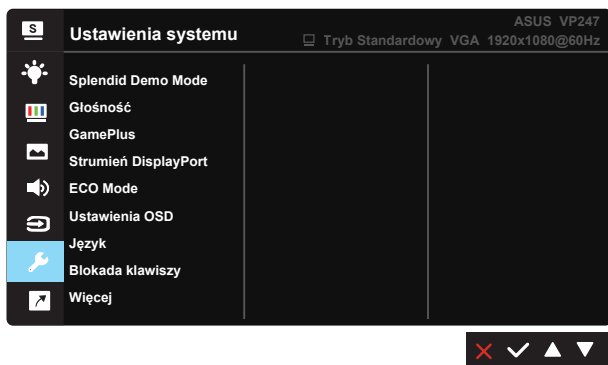 S
Ustawienia systemu
ASUS VP247
Tryb Standardowy VGA 1920x1080@60Hz
Splendid Demo Mode
Głośność
GamePlus
Strumień DisplayPort
ECO Mode
Ustawienia OSD
Język
Blokada klawiszy
Więcej